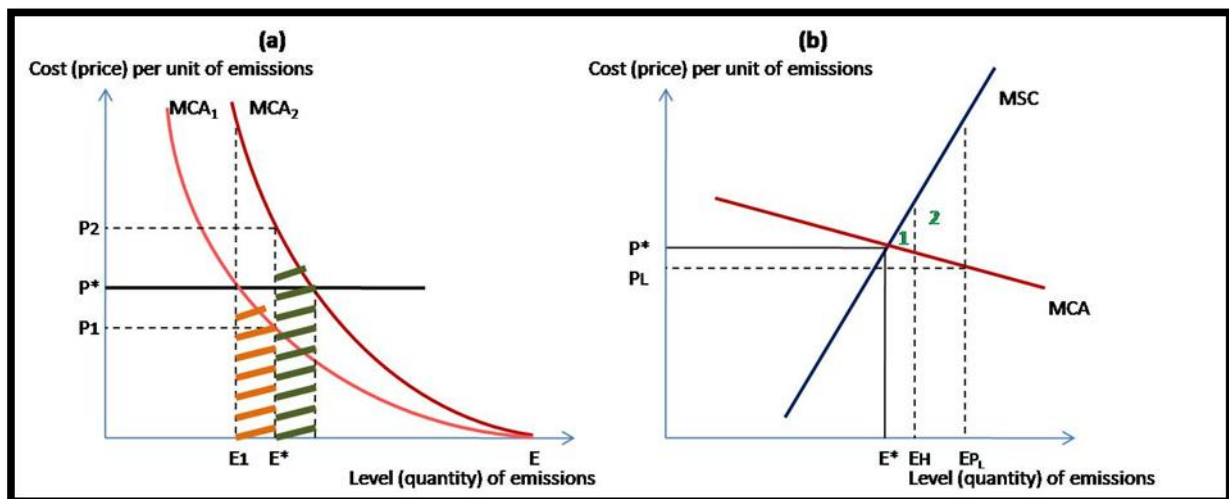 (a)
Cost (price) per unit of emissions
MCA1 MCA2
P2
P*
P1
E1 E* E
Level (quantity) of emissions
(b)
Cost (price) per unit of emissions
MSC
2
1
P*
PL
MCA
E* EH EPL
Level (quantity) of emissions